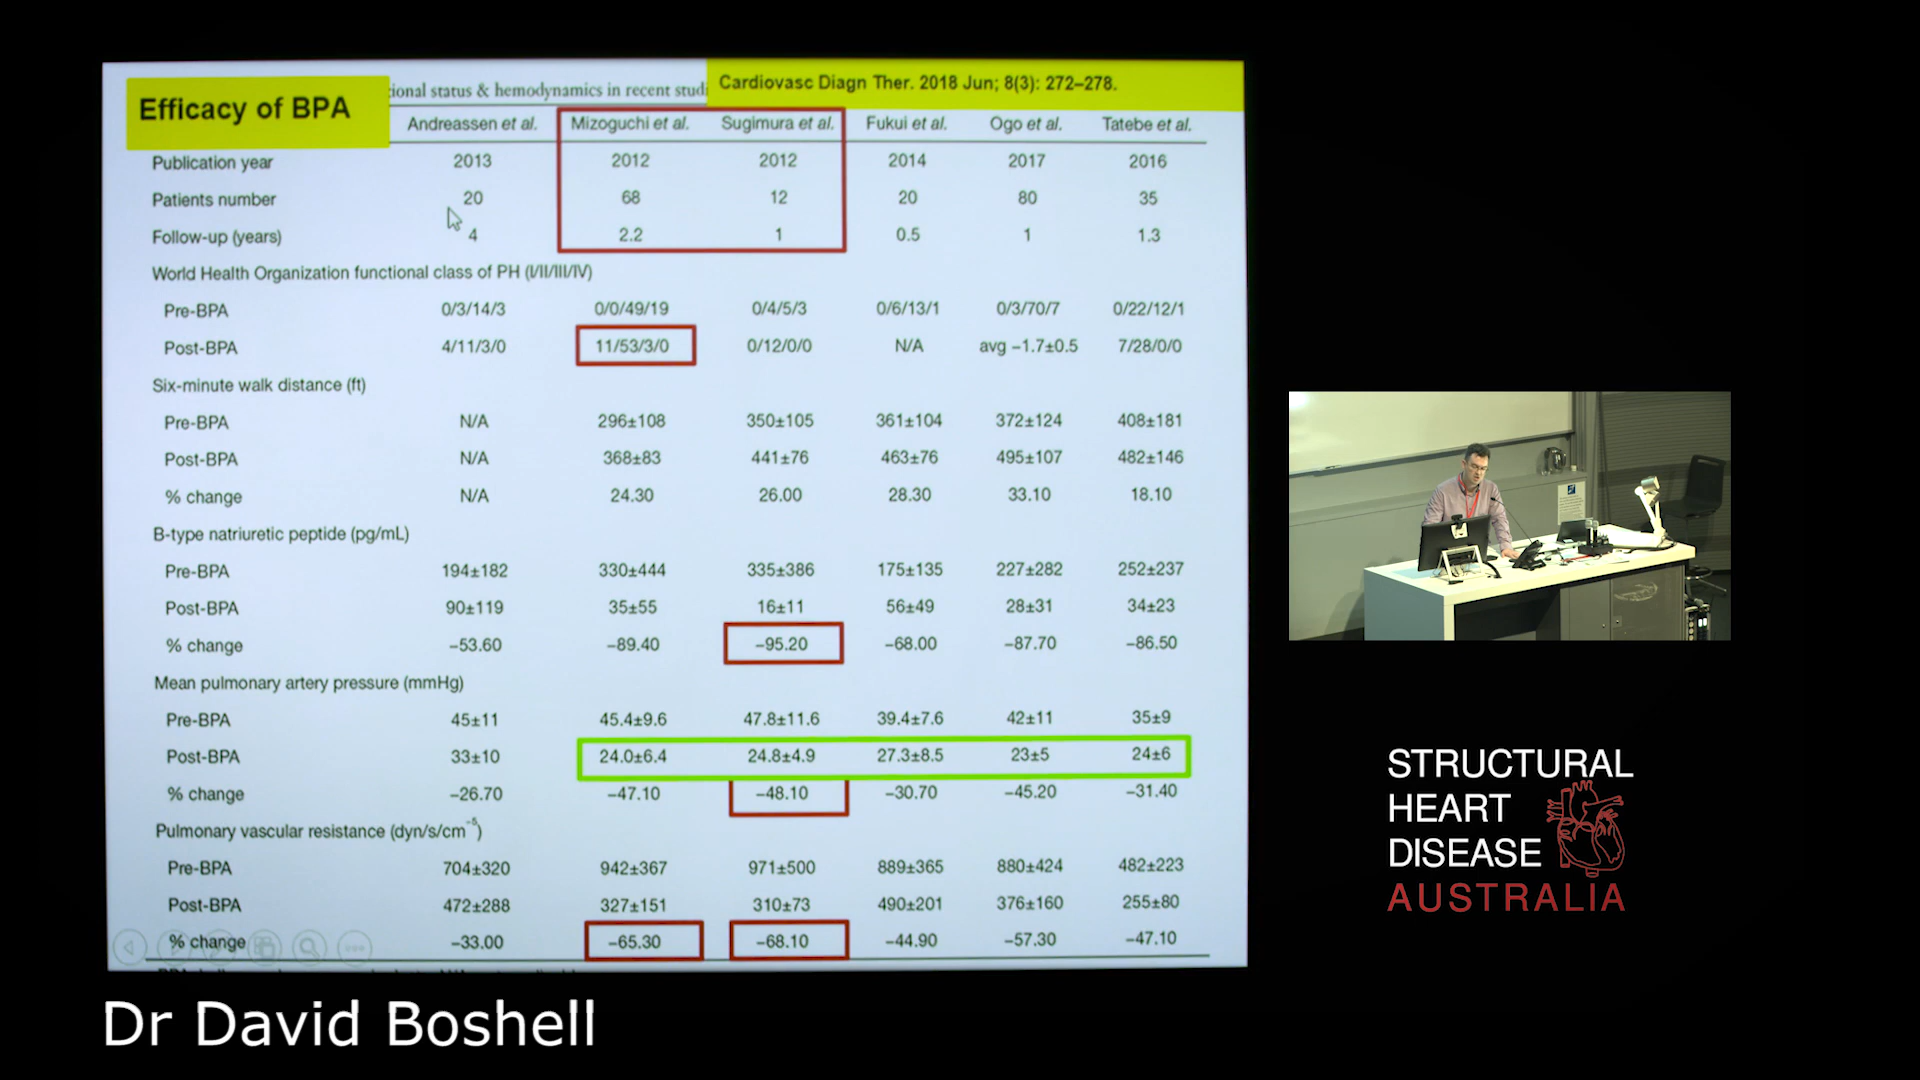 Efficacy of BPA
ional status & hemodynamics in recent studi
Cardiovasc Diagn Ther. 2018 Jun; 8(3): 272–278.
Andreassen et al. Mizoguchi et al. Sugimura et al. Fukui et al. Ogo et al. Tatebe et al.
Publication year 2013 2012 2012 2014 2017 2016
Patients number 20 68 12 20 80 35
Follow-up (years) 4 2.2 1 0.5 1 1.3
World Health Organization functional class of PH (I/II/III/IV)
Pre-BPA 0/3/14/3 0/0/49/19 0/4/5/3 0/6/13/1 0/3/70/7 0/22/12/1
Post-BPA 4/11/3/0 11/53/3/0 0/12/0/0 N/A avg −1.7±0.5 7/28/0/0
Six-minute walk distance (ft)
Pre-BPA N/A 296±108 350±105 361±104 372±124 408±181
Post-BPA N/A 368±83 441±76 463±76 495±107 482±146
% change N/A 24.30 26.00 28.30 33.10 18.10
B-type natriuretic peptide (pg/mL)
Pre-BPA 194±182 330±444 335±386 175±135 227±282 252±237
Post-BPA 90±119 35±55 16±11 56±49 28±31 34±23
% change −53.60 −89.40 −95.20 −68.00 −87.70 −86.50
Mean pulmonary artery pressure (mmHg)
Pre-BPA 45±11 45.4±9.6 47.8±11.6 39.4±7.6 42±11 35±9
Post-BPA 33±10 24.0±6.4 24.8±4.9 27.3±8.5 23±5 24±6
% change −26.70 −47.10 −48.10 −30.70 −45.20 −31.40
Pulmonary vascular resistance (dyn/s/cm⁻⁵)
Pre-BPA 704±320 942±367 971±500 889±365 880±424 482±223
Post-BPA 472±288 327±151 310±73 490±201 376±160 255±80
% change −33.00 −65.30 −68.10 −44.90 −57.30 −47.10
STRUCTURAL
HEART
DISEASE
AUSTRALIA
Dr David Boshell